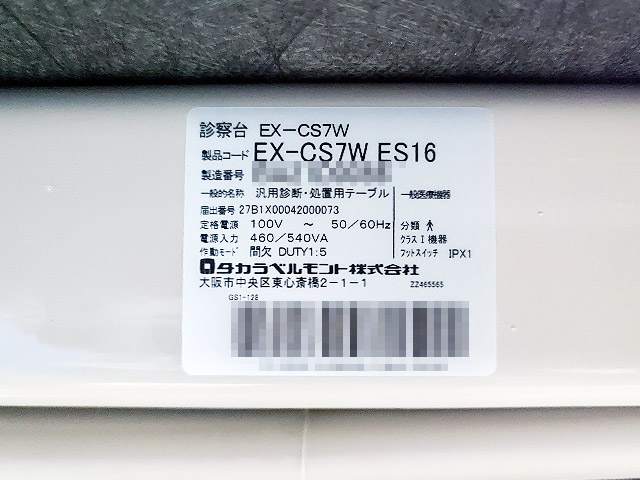 診察台 EX-CS7W
製品コード EX-CS7W ES16
製造番号
一般的名称 汎用診断・処置用テーブル 一般医療機器
届出番号 27B1X00042000073
定格電源 100V ~ 50/60Hz 分類
電源入力 460/540VA クラスⅠ機器
作動モード 間欠 DUTY1:5 フットスイッチ IPX1
タカラベルモント株式会社
大阪市中央区東心斎橋2-1-1 ZZ465565
GS1-128